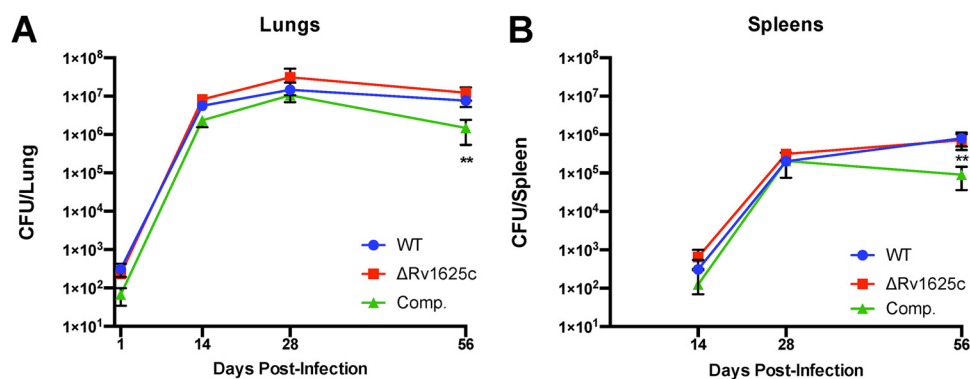 A
Lungs
CFU/Lung
1×10⁸
1×10⁷
1×10⁶
1×10⁵
1×10⁴
1×10³
1×10²
1×10¹
**
WT
ΔRv1625c
Comp.
1
14
28
56
Days Post-Infection
B
Spleens
CFU/Spleen
1×10⁸
1×10⁷
1×10⁶
1×10⁵
1×10⁴
1×10³
1×10²
1×10¹
**
WT
ΔRv1625c
Comp.
14
28
56
Days Post-Infection